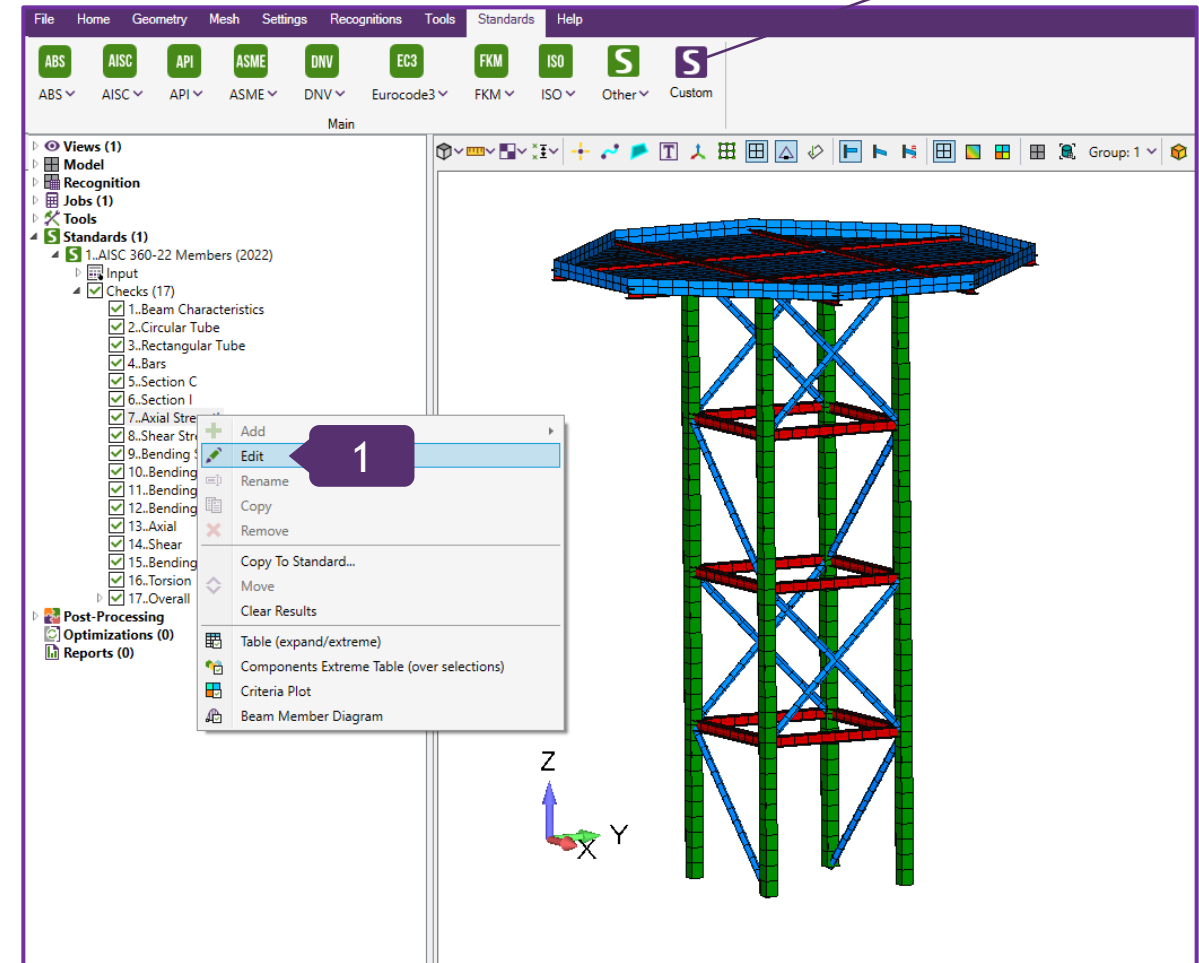 File Home Geometry Mesh Settings Recognitions Tools Standards Help
ABS AISC API ASME DNV EC3 FKM ISO S S
ABS AISC API ASME DNV Eurocode3 FKM ISO Other Custom
Main
Views (1)
Model
Recognition
Jobs (1)
Tools
S Standards (1)
S 1..AISC 360-22 Members (2022)
Input
Checks (17)
1..Beam Characteristics
2..Circular Tube
3..Rectangular Tube
4..Bars
5..Section C
6..Section I
7..Axial Stre
8..Shear Stre
9..Bending
10..Bending
11..Bending
12..Bending
13..Axial
14..Shear
15..Bending
16..Torsion
17..Overall
Post-Processing
Optimizations (0)
Reports (0)
Add
Edit
1
Rename
Copy
Remove
Copy To Standard...
Move
Clear Results
Table (expand/extreme)
Components Extreme Table (over selections)
Criteria Plot
Beam Member Diagram
T Group: 1
Z
Y
X